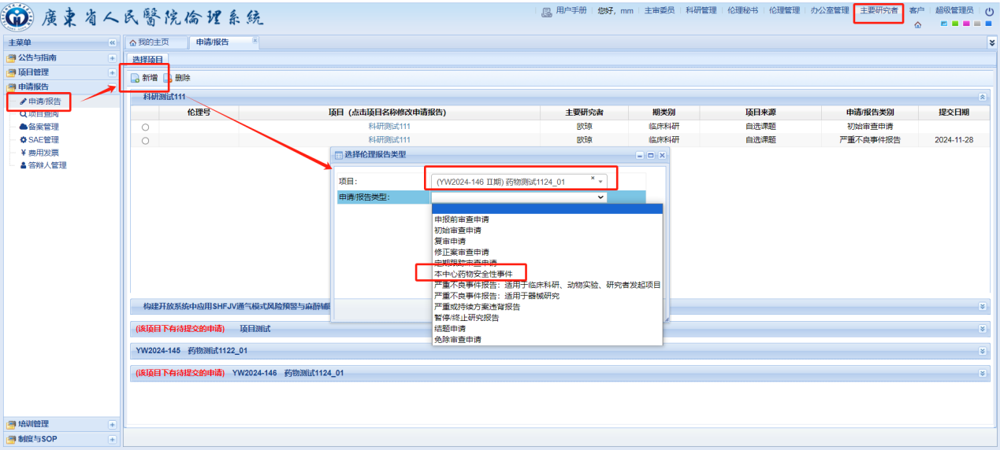 廣東省人民醫院倫理系統
用户手册 您好，mm 主审委员 科研管理 伦理秘书 伦理管理 办公室管理 主要研究者 客户 超级管理员
主菜单 我的主页 申请/报告
公告与指南
项目管理
申请报告
申请/报告
项目查阅
备案管理
SAE管理
费用发票
答辩人管理
培训管理
制度与SOP
选择项目
新增 删除
科研测试111
伦理号 项目（点击项目名称修改申请报告） 主要研究者 期类别 项目来源 申请/报告类别 提交日期
科研测试111 欧琼 临床科研 自选课题 初始审查申请
科研测试111 欧琼 临床科研 自选课题 严重不良事件报告 2024-11-28
选择伦理报告类型
项目： (YW2024-146 II期) 药物测试1124_01
申请/报告类型：
申报前审查申请
初始审查申请
复审申请
修正案审查申请
定期跟踪审查申请
本中心药物安全性事件
严重不良事件报告：适用于临床科研、动物实验、研究者发起项目
严重不良事件报告：适用于器械研究
严重或持续方案违背报告
暂停/终止研究报告
结题申请
免除审查申请
构建开放系统中应用SHFJV通气模式风险预警与麻醉辅
(该项目下有待提交的申请) 项目测试
YW2024-145 药物测试1122_01
(该项目下有待提交的申请) YW2024-146 药物测试1124_01